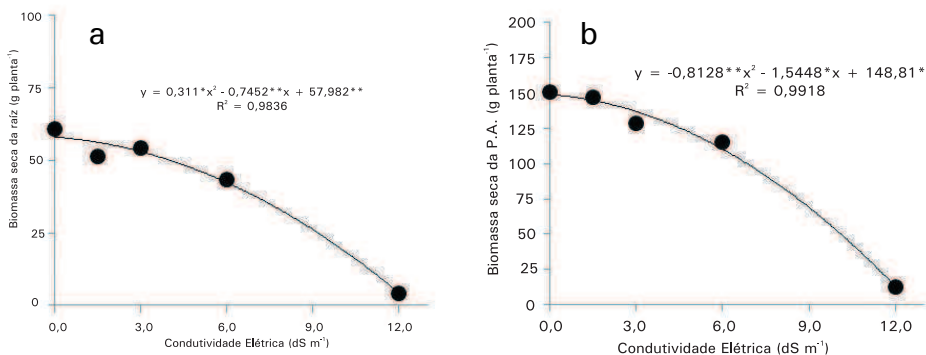 a
y = 0,311*x² - 0,7452**x + 57,982**
R² = 0,9836
Biomassa seca da raíz (g planta⁻¹)
100
75
50
25
0
0,0 3,0 6,0 9,0 12,0
Condutividade Elétrica (dS m⁻¹)
b
y = -0,8128**x² - 1,5448*x + 148,81*
R² = 0,9918
Biomassa seca da P.A. (g planta⁻¹)
200
175
150
125
100
75
50
25
0
0,0 3,0 6,0 9,0 12,0
Condutividade Elétrica (dS m⁻¹)